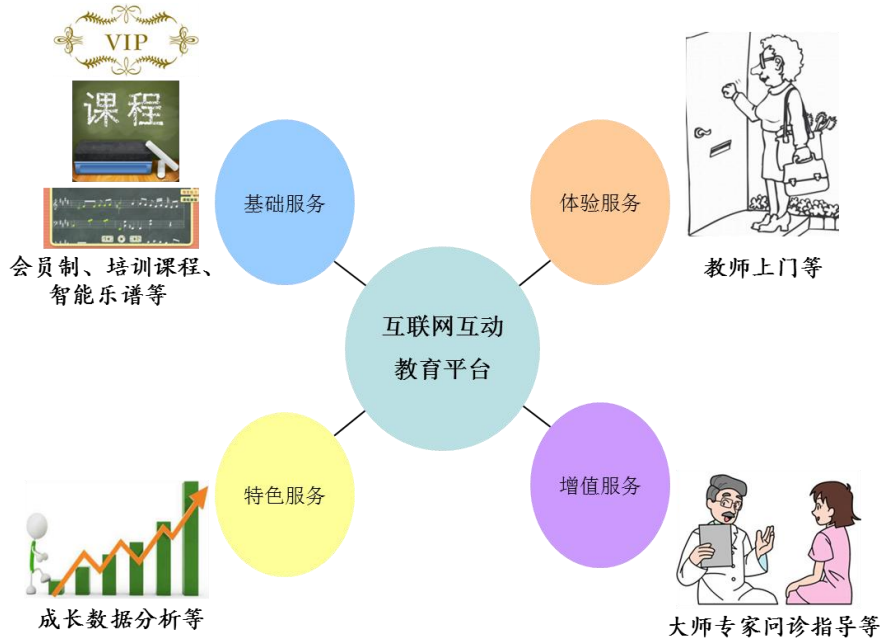 VIP
课程
基础服务
体验服务
会员制、培训课程、
智能乐谱等
教师上门等
互联网互动
教育平台
特色服务
增值服务
成长数据分析等
大师专家问诊指导等